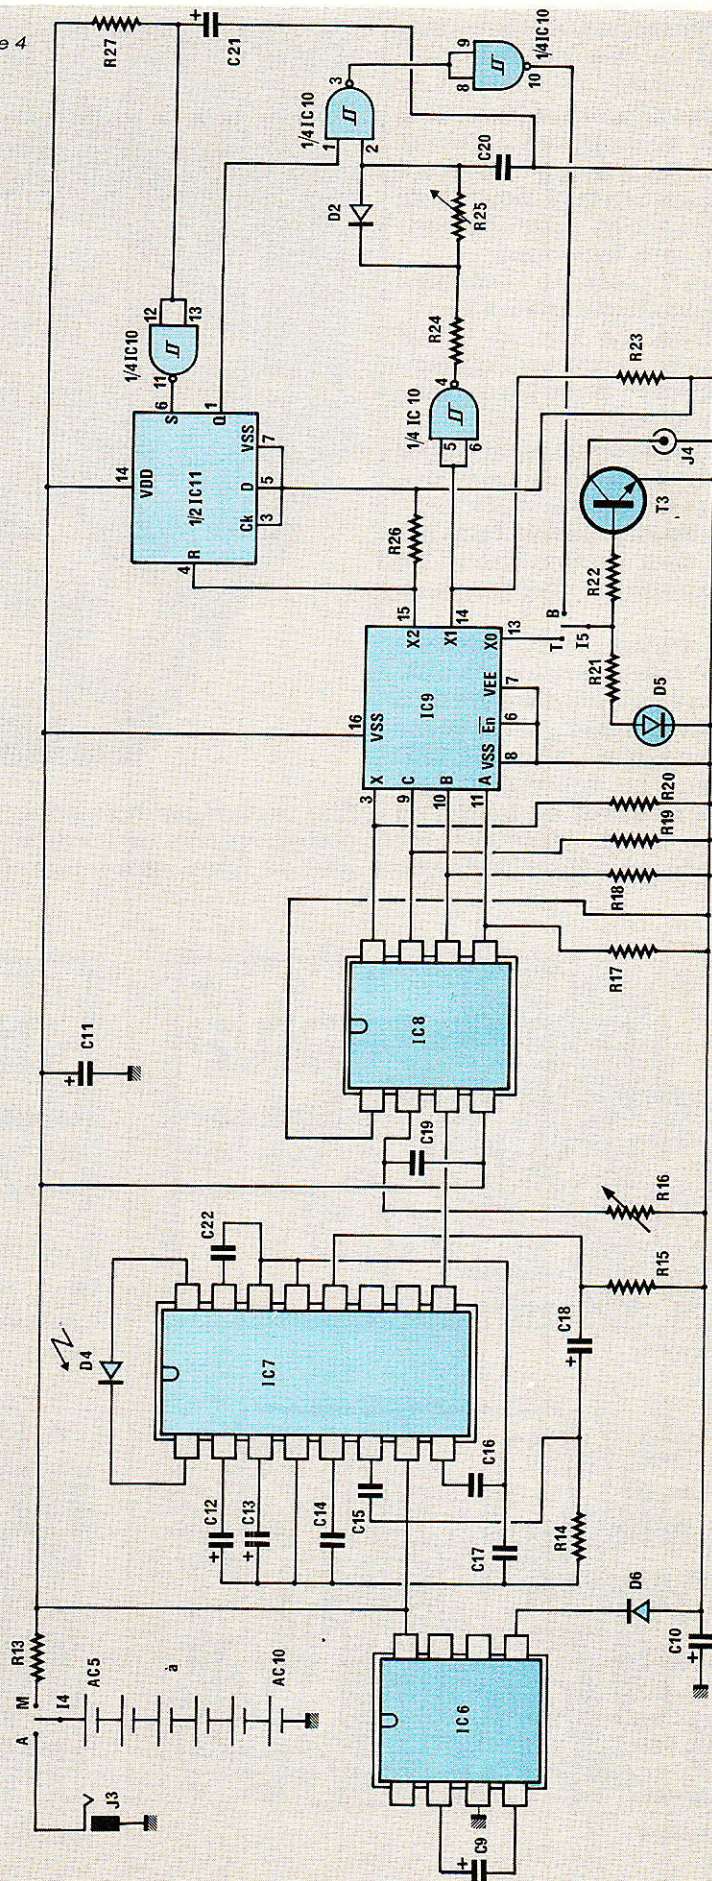 e 4
R27
+
C21
1/4 IC 10
3
1
2
9
8
10
1/4 IC 10
C20
D2
R25
1/4 IC10
12
13
11
6
S
Q
1
14
VDD
VSS
7
1/2 IC11
D
5
Ck
3
R
4
R24
1/4 IC 10
4
5
6
R23
R26
J4
T3
R22
B
T
I5
R21
D5
15
X2
14
X1
13
X0
16
VSS
IC9
VEE
7
En
6
VSS
8
3
X
9
C
10
B
11
A
R20
R19
R18
R17
IC8
+
C11
C19
R16
R15
C22
D4
IC7
C18
+
C12
+
C13
+
C14
C15
C16
C17
R14
D6
R13
M
A
I4
AC5
a
AC10
J3
IC6
C10
+
C9
+